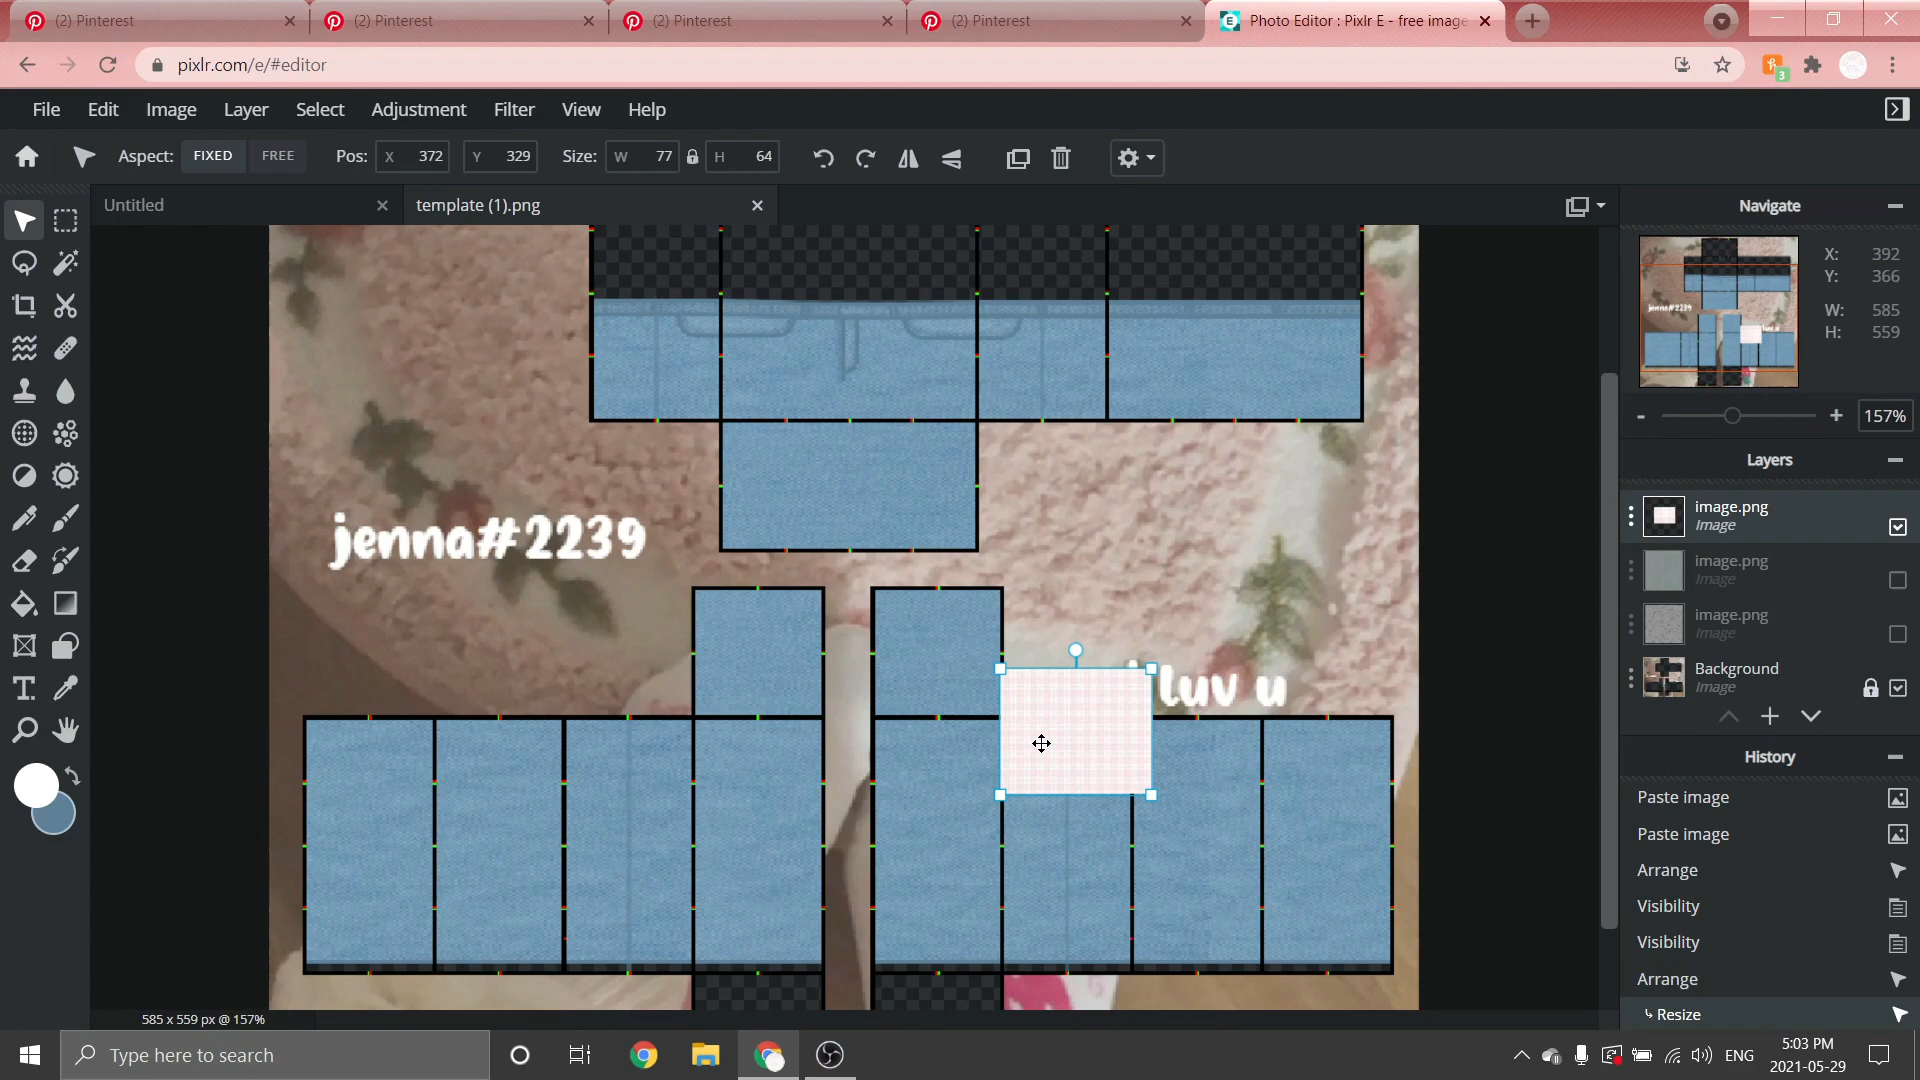 (2) Pinterest
(2) Pinterest
(2) Pinterest
(2) Pinterest
Photo Editor : Pixlr E - free image
pixlr.com/e/#editor
3
File Edit Image Layer Select Adjustment Filter View Help
Aspect: FIXED FREE Pos: X 372 Y 329 Size: W 77 H 64
Untitled
template (1).png
Navigate
X: 392
Y: 366
W: 585
H: 559
157%
Layers
image.png
Image
image.png
Image
image.png
Image
Background
Image
History
Paste image
Paste image
Arrange
Visibility
Visibility
Arrange
Resize
jenna#2239
luv u
585 x 559 px @ 157%
Type here to search
ENG
5:03 PM
2021-05-29